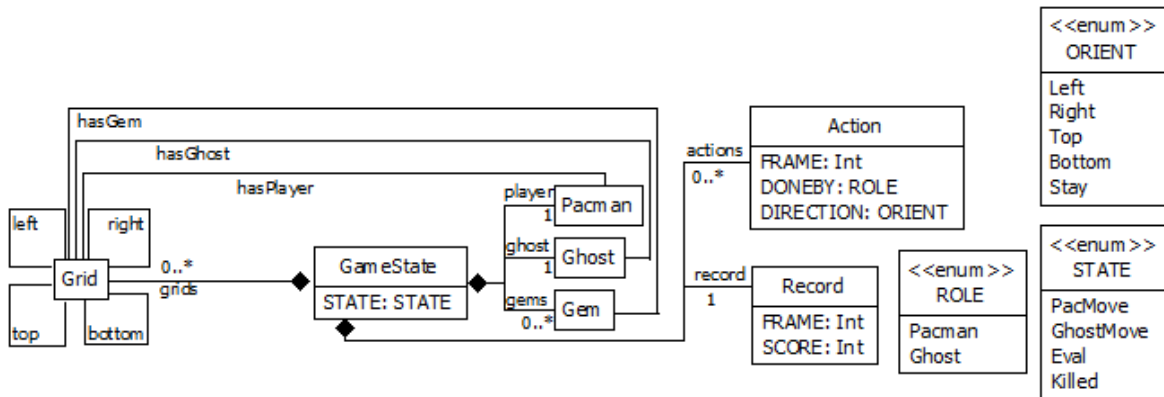 hasGem
hasGhost
hasPlayer
left
right
Grid
top
bottom
0..*
grids
GameState
STATE: STATE
player
1
Pacman
ghost
1
Ghost
gems
0..*
Gem
actions
0..*
Action
FRAME: Int
DONEBY: ROLE
DIRECTION: ORIENT
record
1
Record
FRAME: Int
SCORE: Int
<<enum>>
ROLE
Pacman
Ghost
<<enum>>
ORIENT
Left
Right
Top
Bottom
Stay
<<enum>>
STATE
PacMove
GhostMove
Eval
Killed